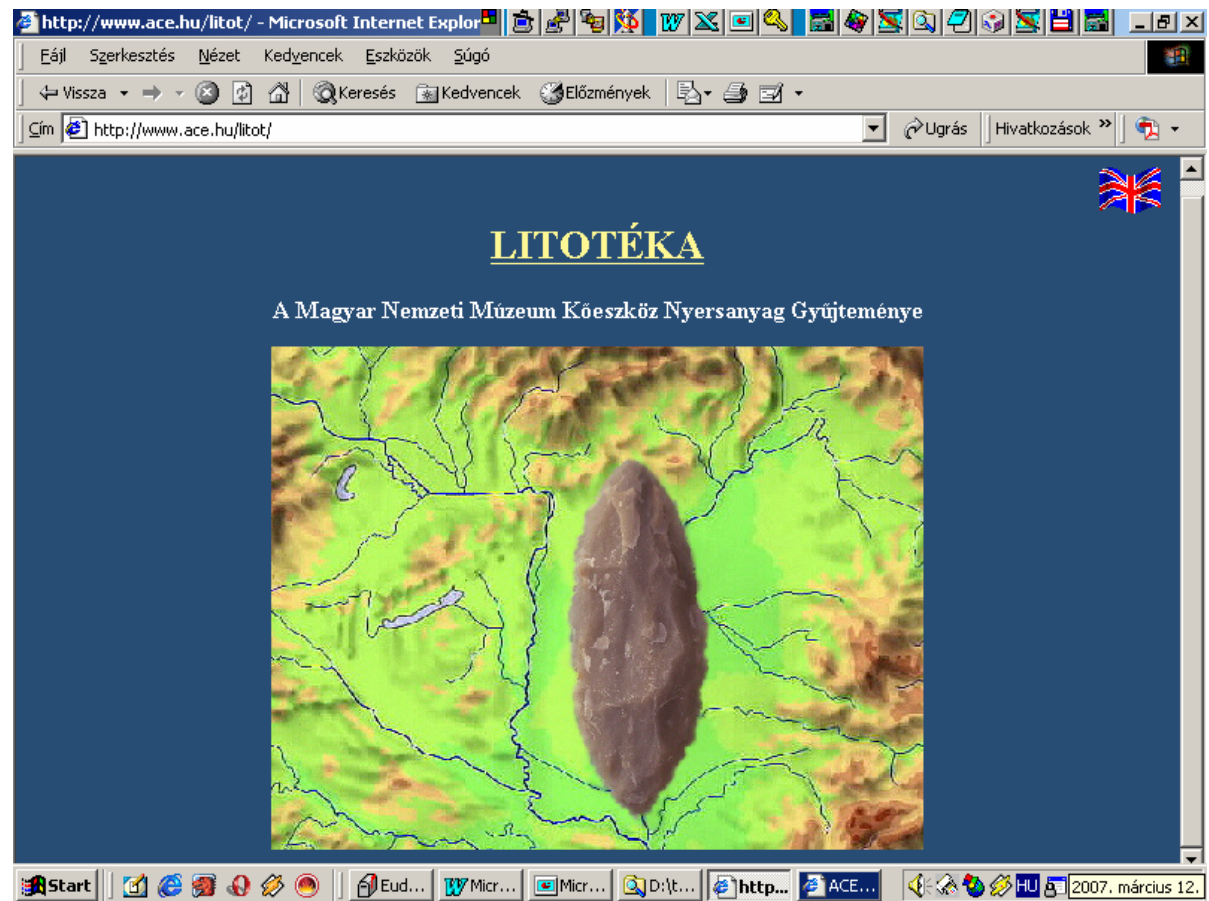 http://www.ace.hu/litot/ - Microsoft Internet Explor
Fájl Szerkesztés Nézet Kedvencek Eszközök Súgó
Vissza Keresés Kedvencek Előzmények
Cím http://www.ace.hu/litot/ Ugrás Hivatkozások
LITOTÉKA
A Magyar Nemzeti Múzeum Kőeszköz Nyersanyag Gyűjteménye
Start Eud... Micr... Micr... D:\t... http... ACE... HU 2007. március 12.